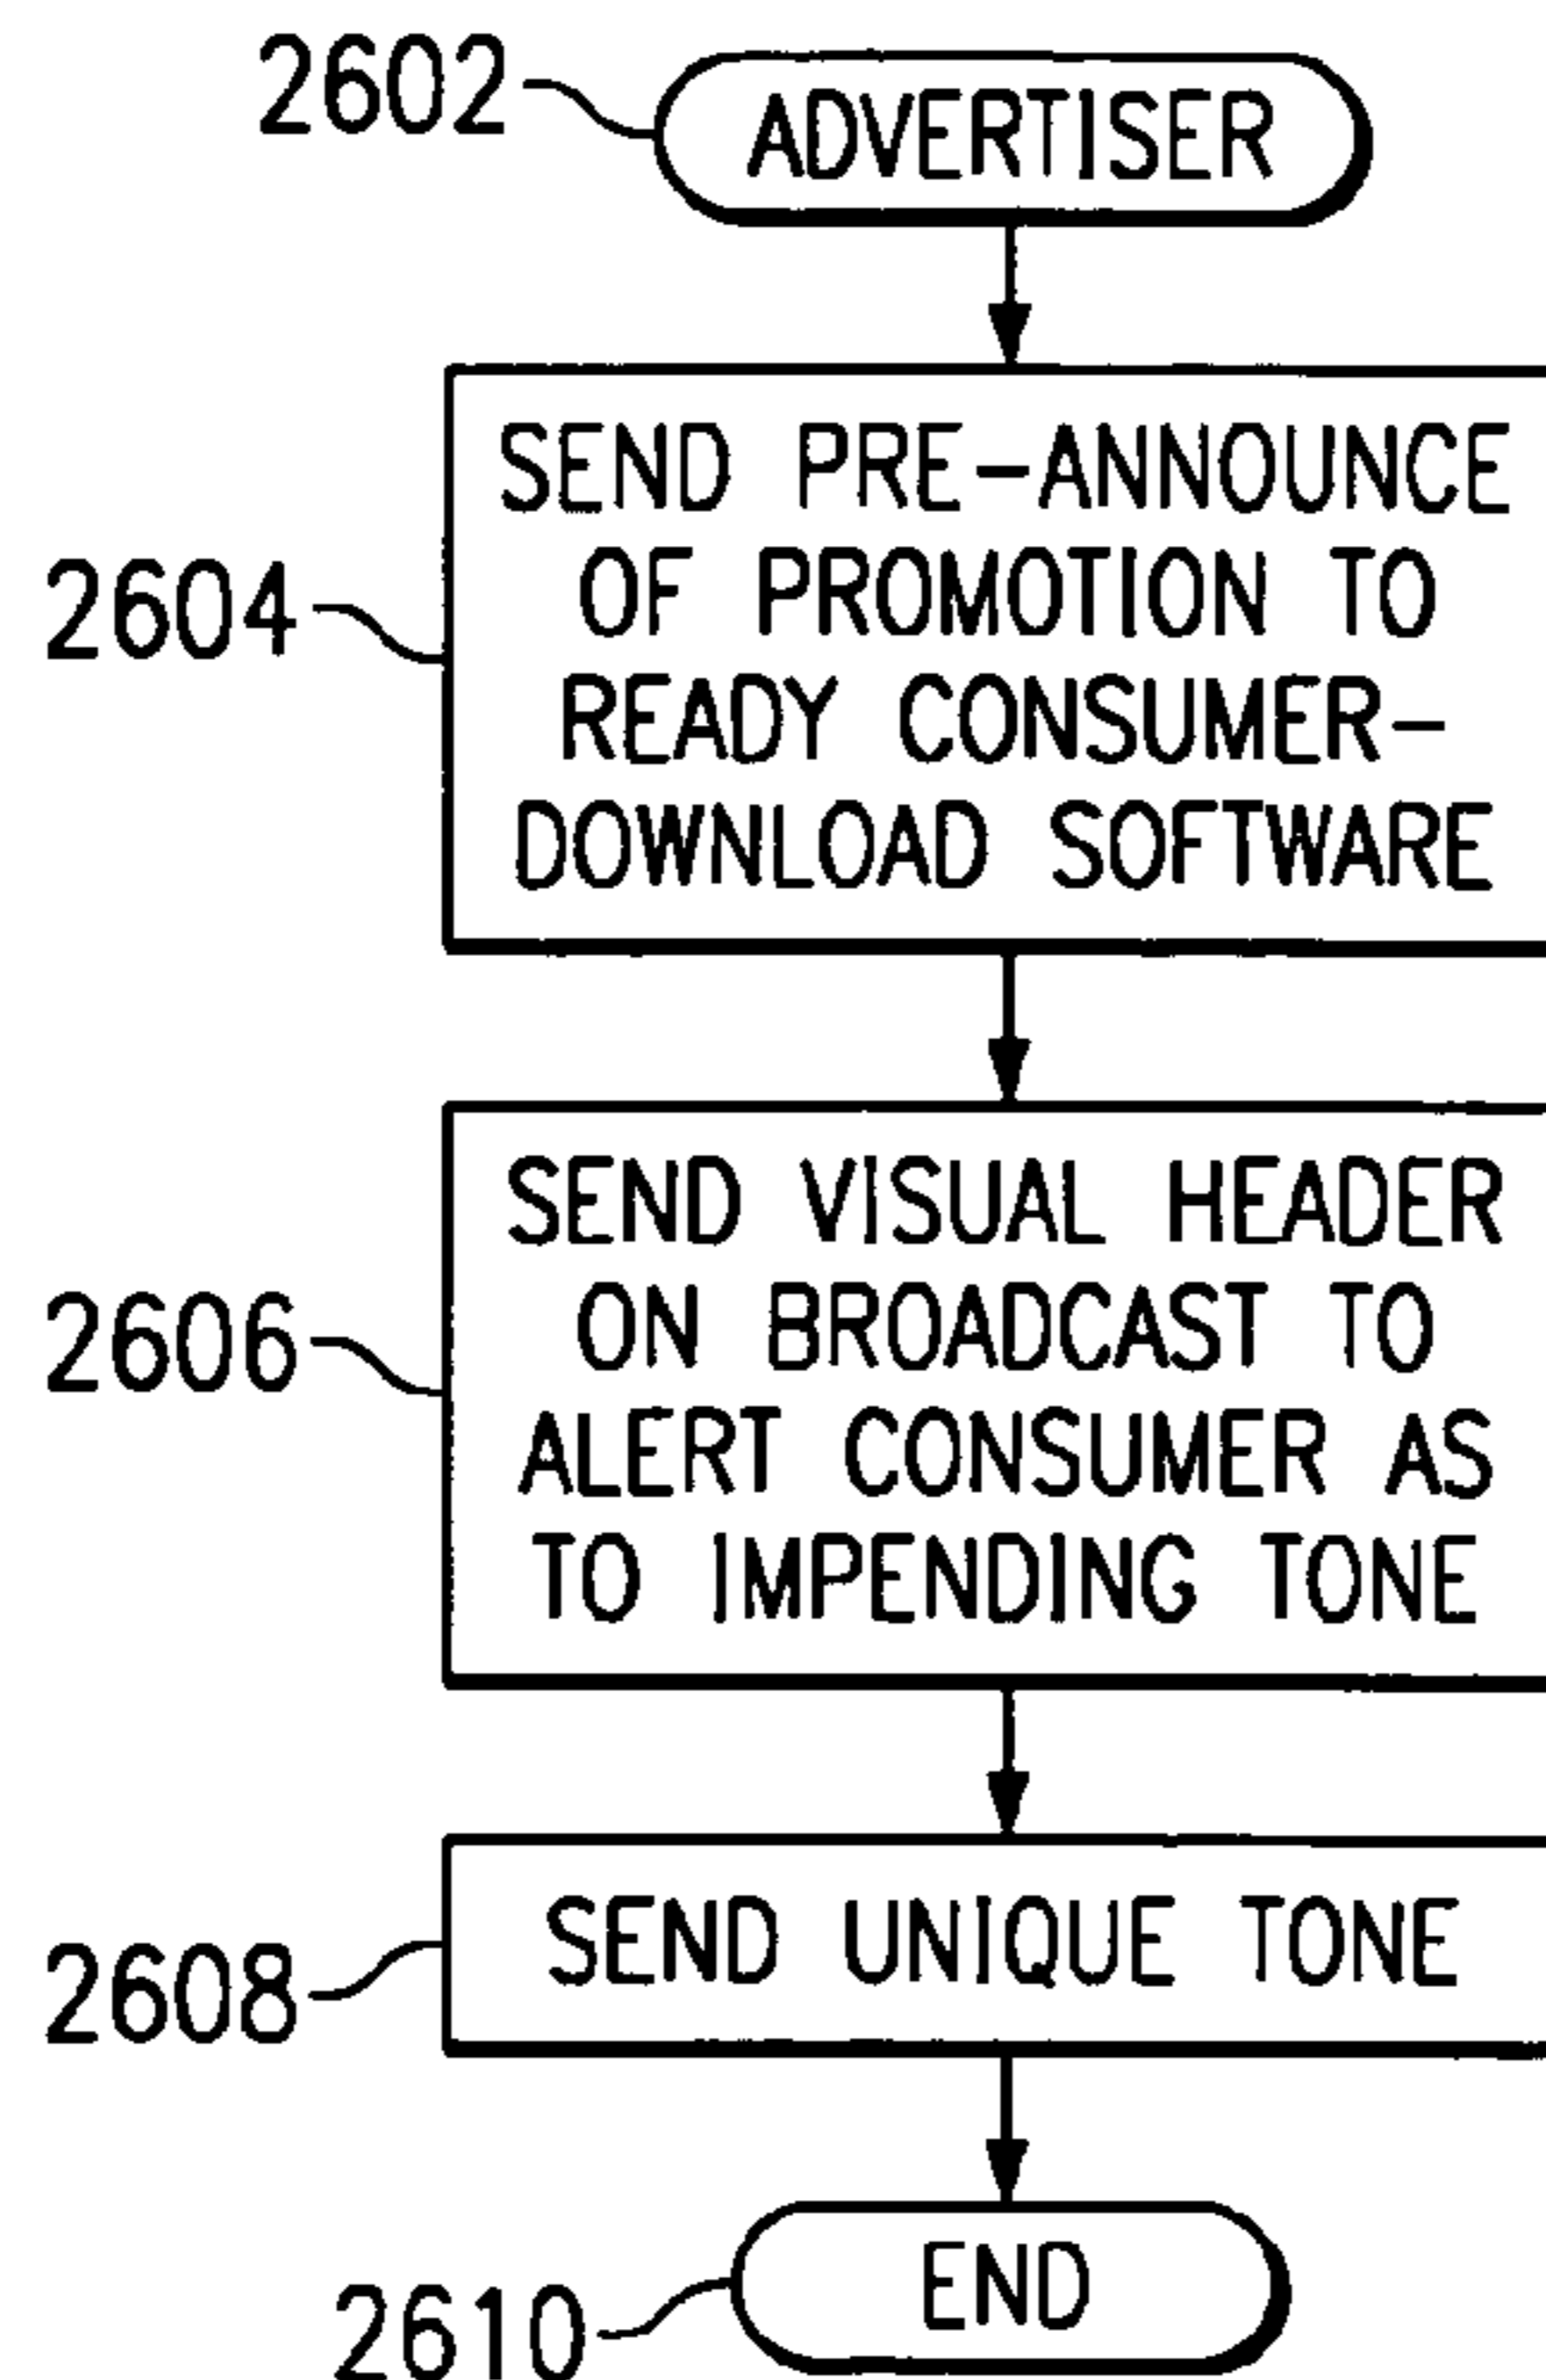 2602
ADVERTISER
2604
SEND PRE-ANNOUNCE
OF PROMOTION TO
READY CONSUMER-
DOWNLOAD SOFTWARE
2606
SEND VISUAL HEADER
ON BROADCAST TO
ALERT CONSUMER AS
TO IMPENDING TONE
2608
SEND UNIQUE TONE
2610
END